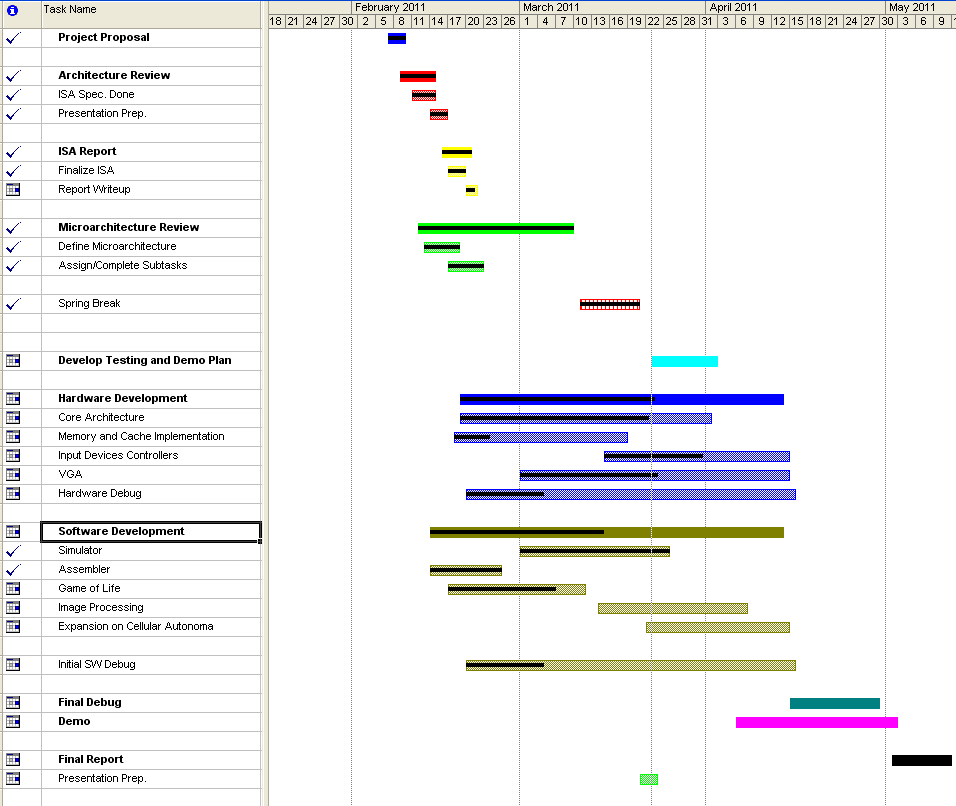 Task Name
February 2011 March 2011 April 2011 May 2011
18 21 24 27 30 2 5 8 11 14 17 20 23 26 1 4 7 10 13 16 19 22 25 28 31 3 6 9 12 15 18 21 24 27 30 3 6 9
Project Proposal
Architecture Review
ISA Spec. Done
Presentation Prep.
ISA Report
Finalize ISA
Report Writeup
Microarchitecture Review
Define Microarchitecture
Assign/Complete Subtasks
Spring Break
Develop Testing and Demo Plan
Hardware Development
Core Architecture
Memory and Cache Implementation
Input Devices Controllers
VGA
Hardware Debug
Software Development
Simulator
Assembler
Game of Life
Image Processing
Expansion on Cellular Autonoma
Initial SW Debug
Final Debug
Demo
Final Report
Presentation Prep.